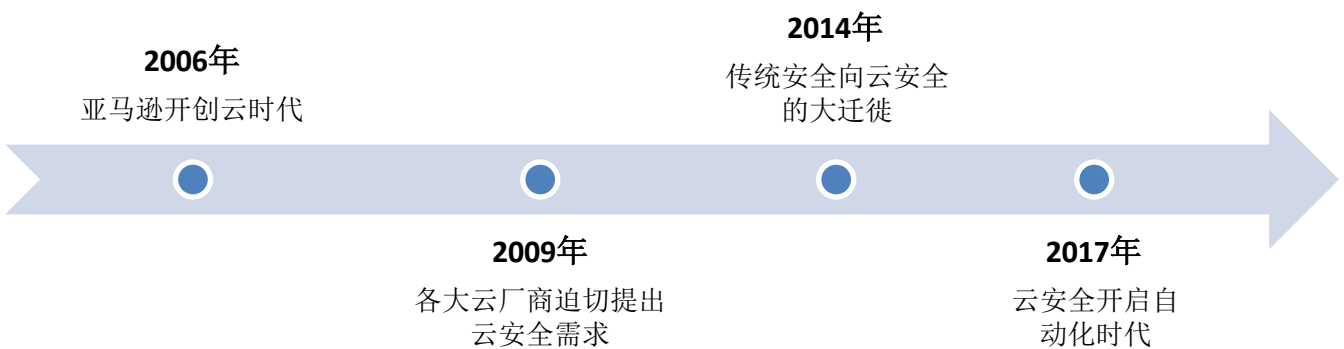 2006年
亚马逊开创云时代
2009年
各大云厂商迫切提出
云安全需求
2014年
传统安全向云安全
的大迁徙
2017年
云安全开启自
动化时代